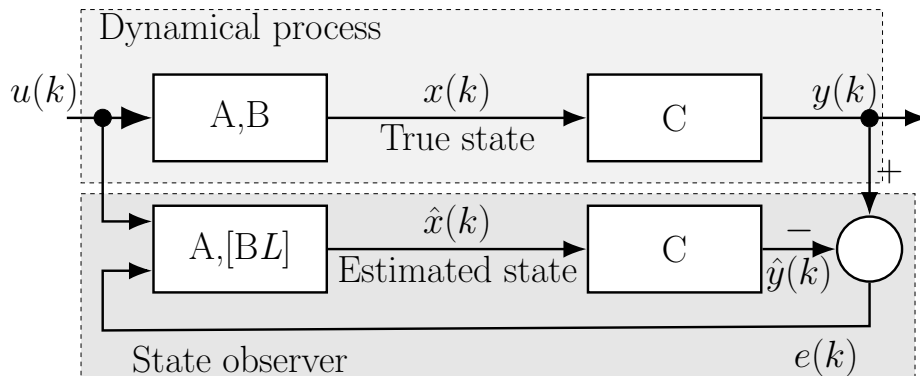 Dynamical process
u(k)
A,B
x(k)
True state
C
y(k)
+
A,[BL]
x̂(k)
Estimated state
C
−
ŷ(k)
State observer
e(k)